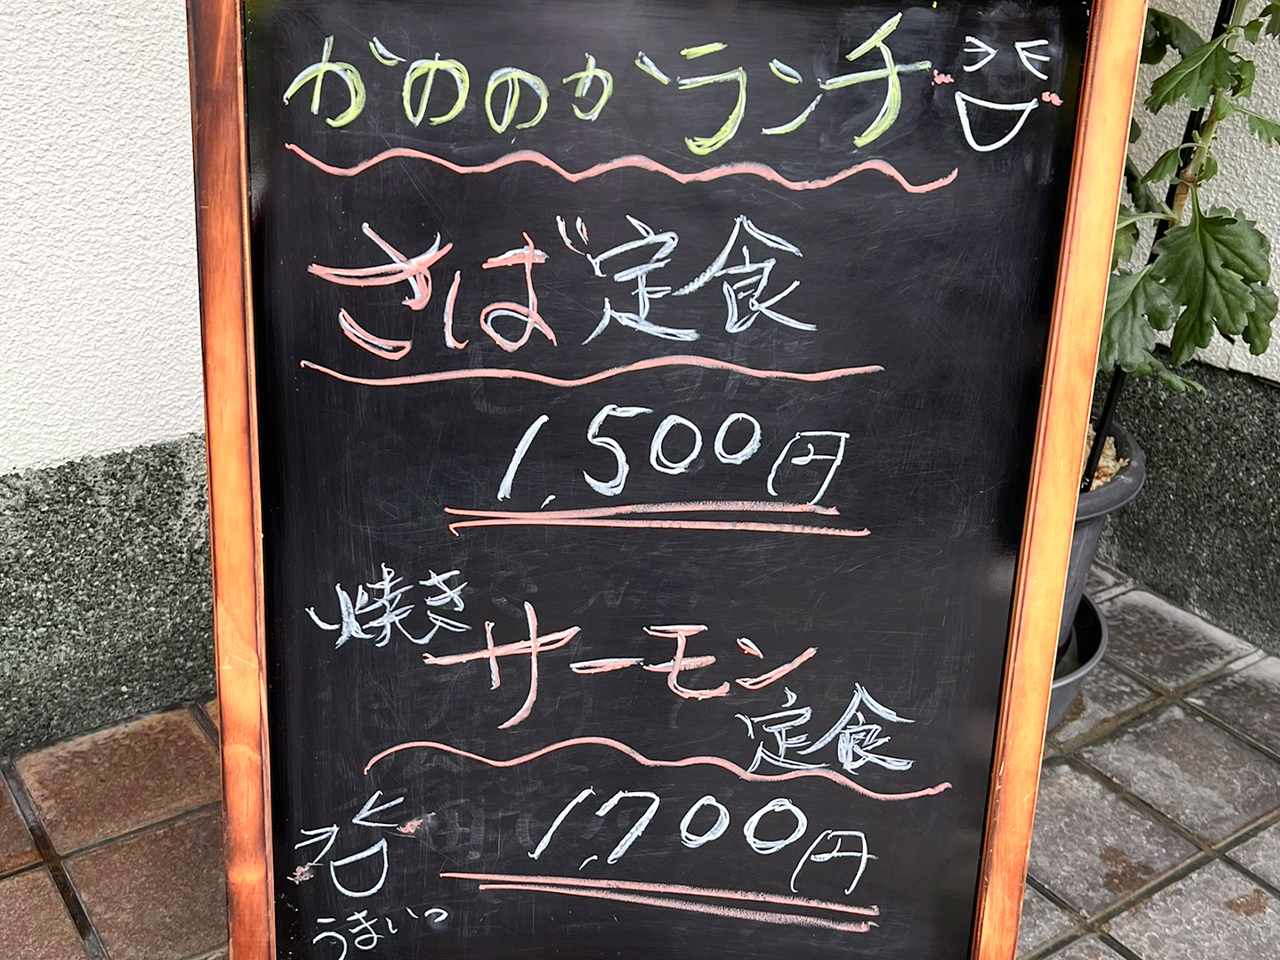 がののかランチ
さば定食
1,500円
焼き
サーモン
定食
1,700円
うまいっ